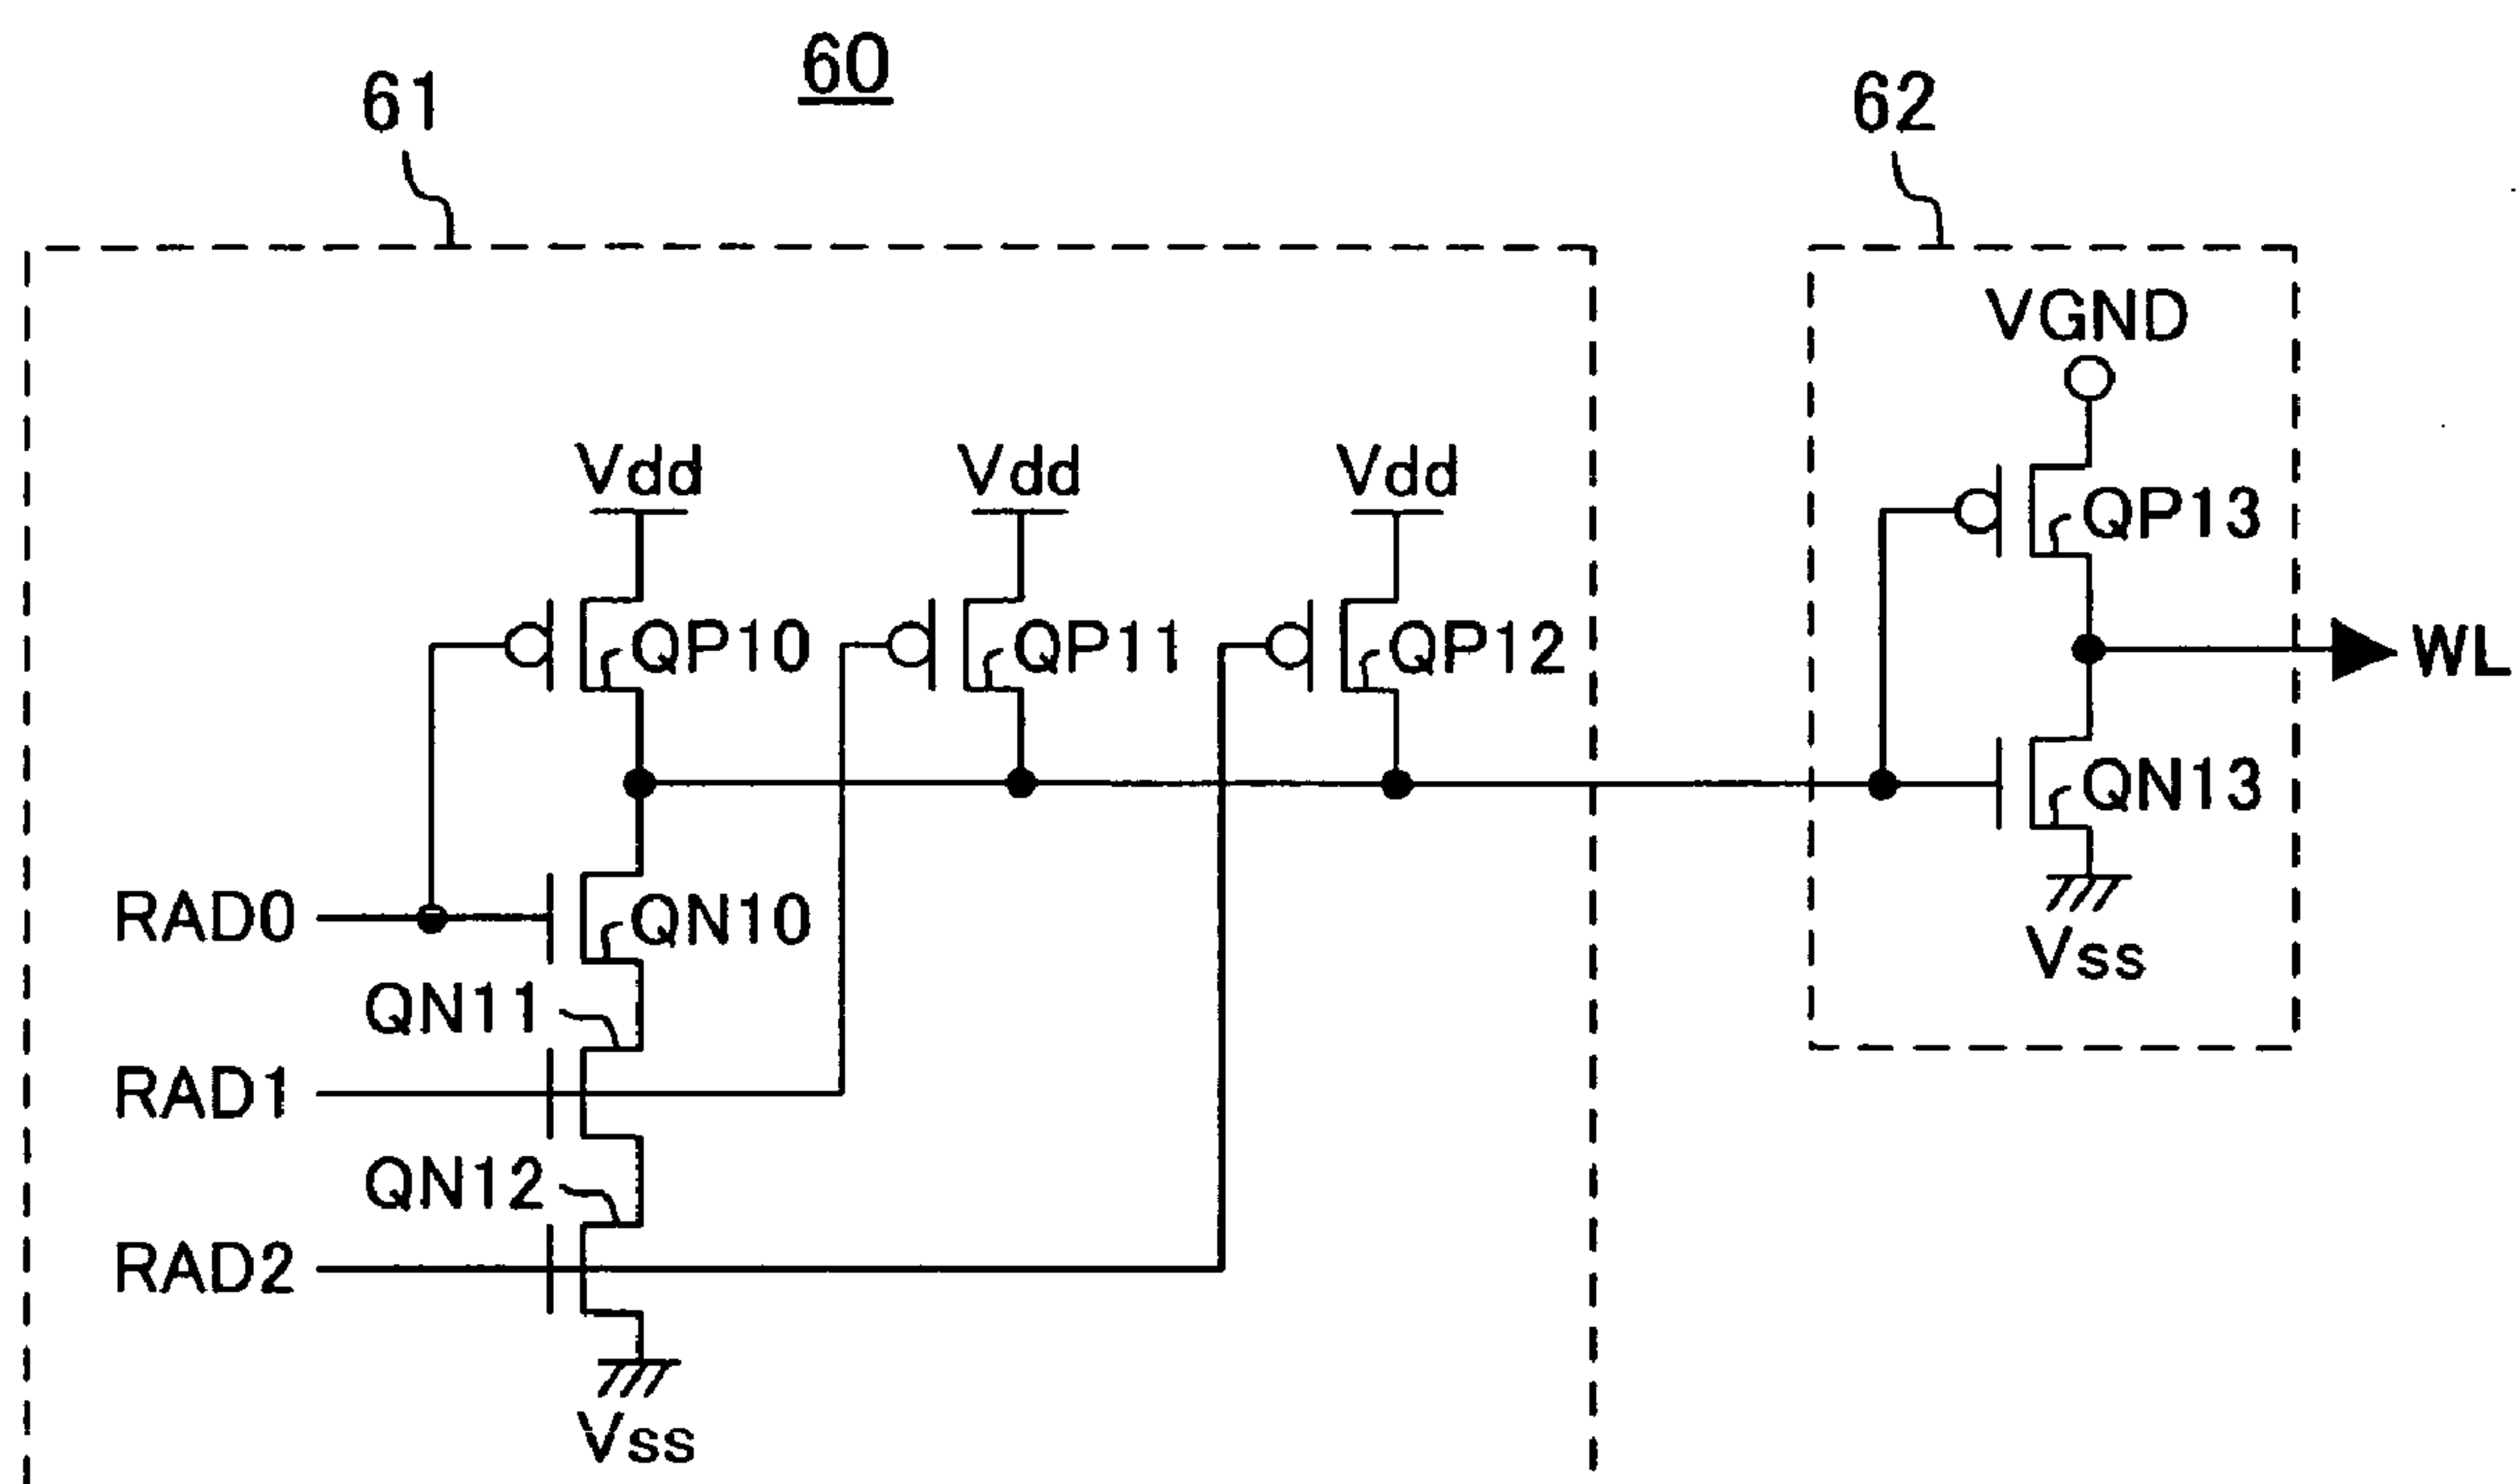 60
61
62
VGND
Vdd Vdd Vdd
QP13
QP10 QP11 QP12
WL
QN13
RAD0
QN10
Vss
QN11
RAD1
QN12
RAD2
Vss